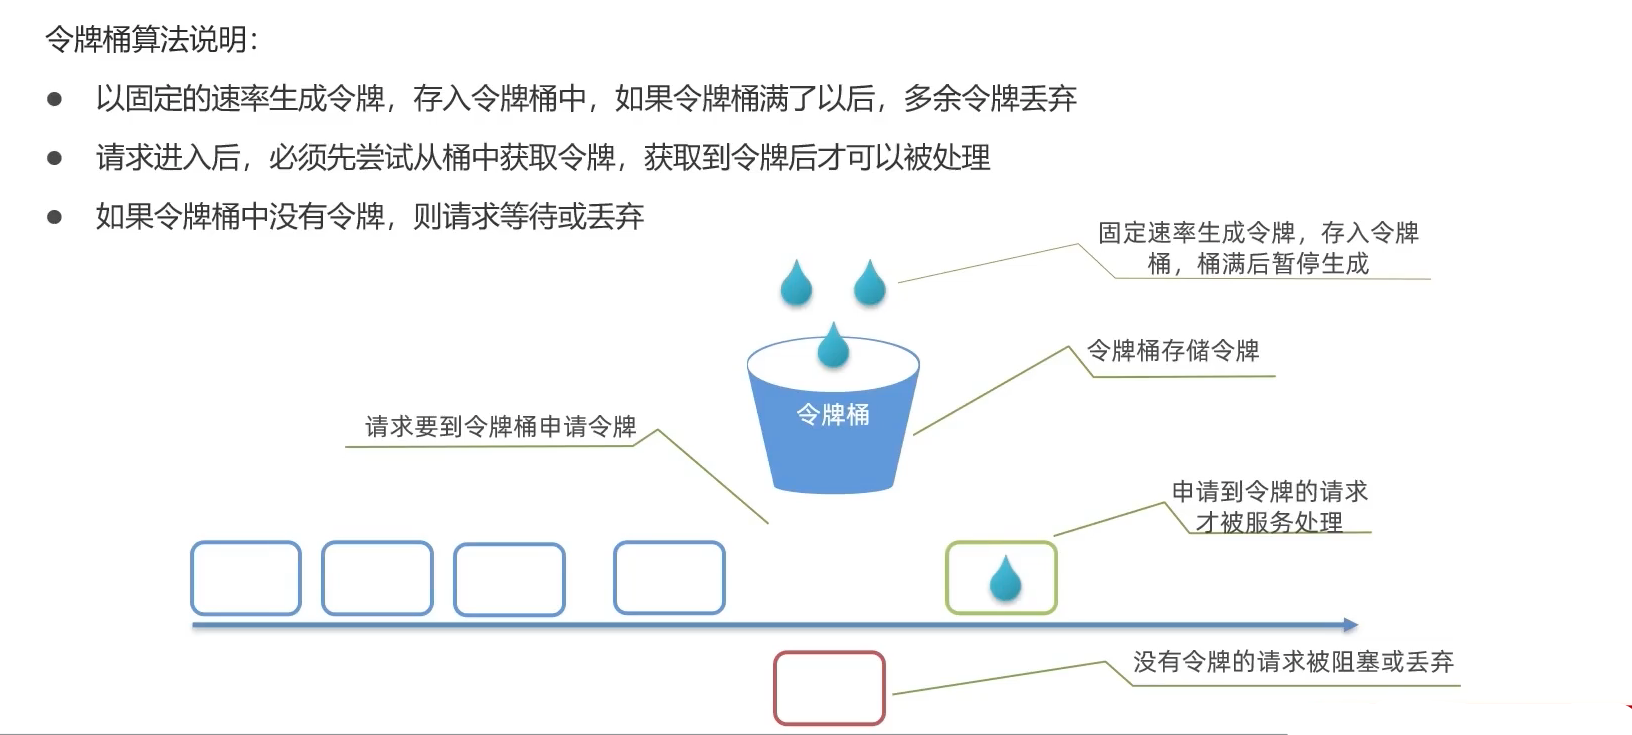 令牌桶算法说明：
● 以固定的速率生成令牌，存入令牌桶中，如果令牌桶满了以后，多余令牌丢弃
● 请求进入后，必须先尝试从桶中获取令牌，获取到令牌后才可以被处理
● 如果令牌桶中没有令牌，则请求等待或丢弃
固定速率生成令牌，存入令牌
桶，桶满后暂停生成
令牌桶存储令牌
令牌桶
请求要到令牌桶申请令牌
申请到令牌的请求
才被服务处理
没有令牌的请求被阻塞或丢弃